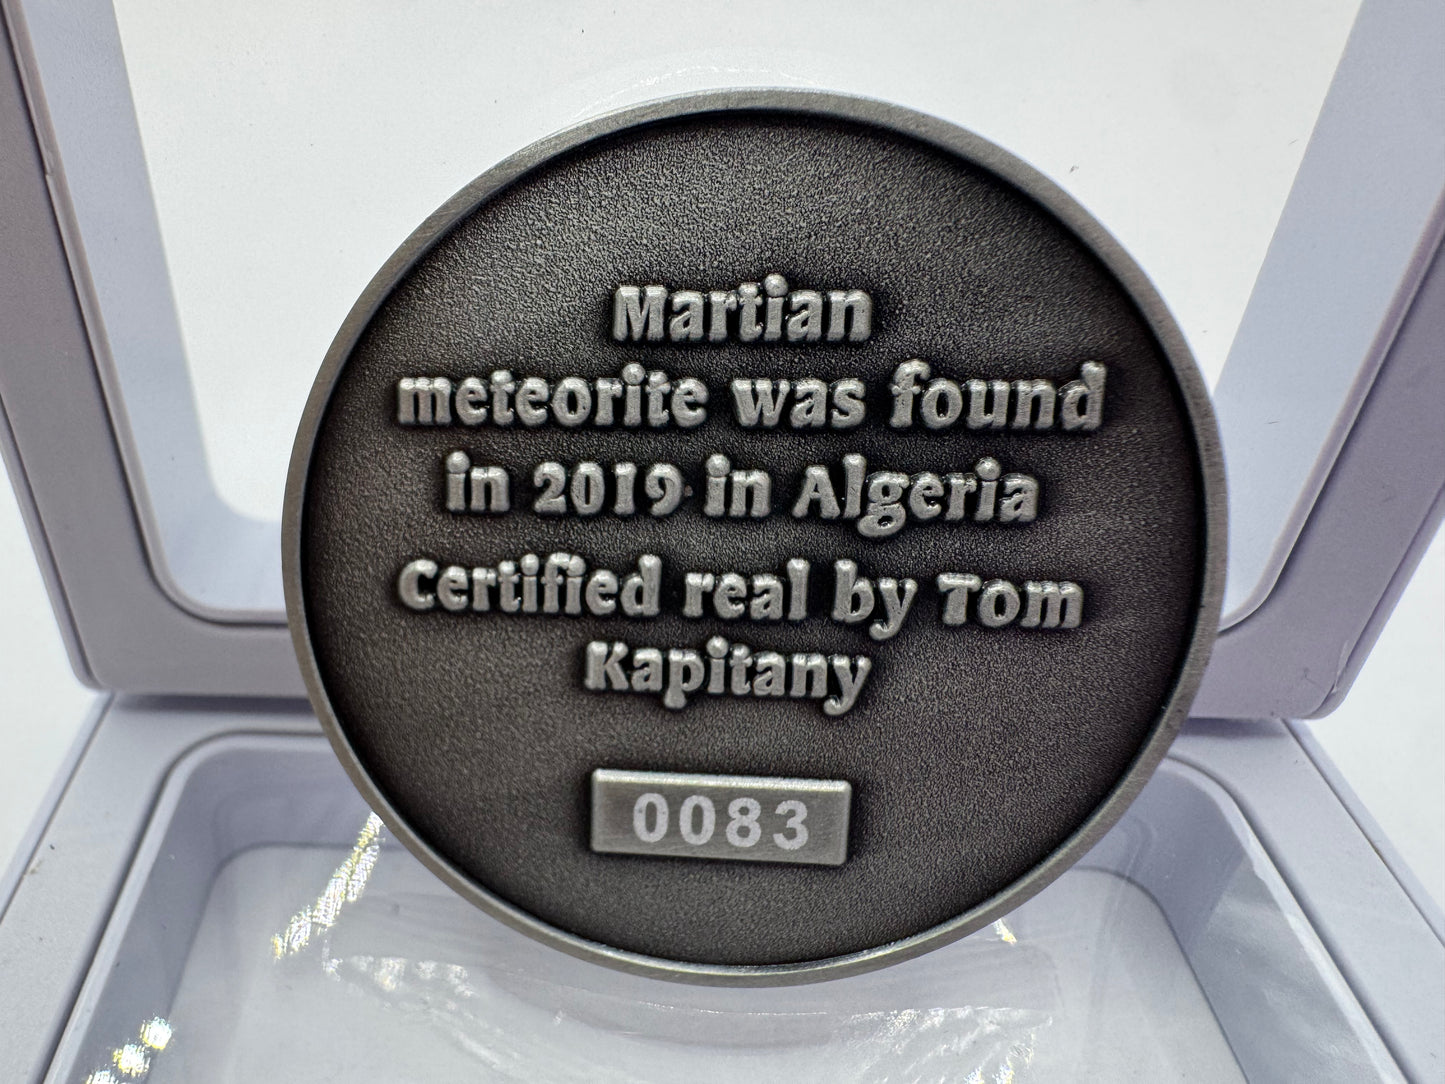 Martian
meteorite was found
in 2019 in Algeria
Certified real by Tom
Kapitany
0083